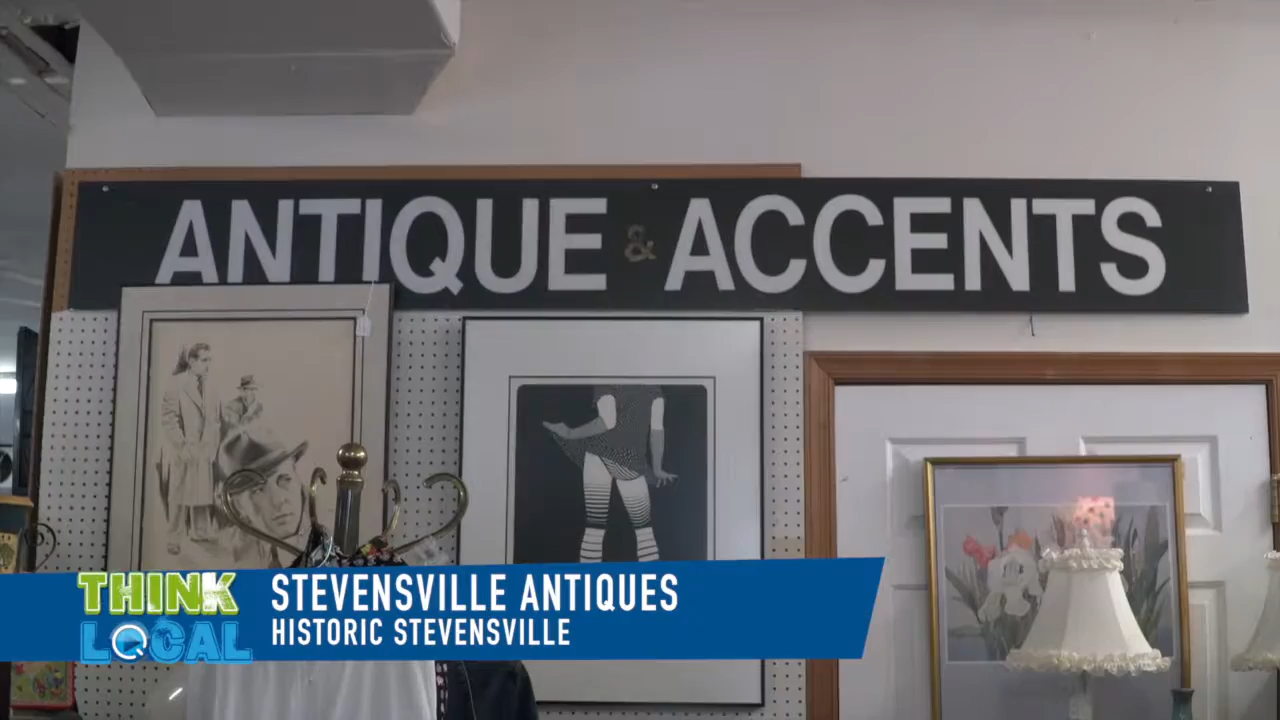 ANTIQUE & ACCENTS
THINK
LOCAL
STEVENSVILLE ANTIQUES
HISTORIC STEVENSVILLE